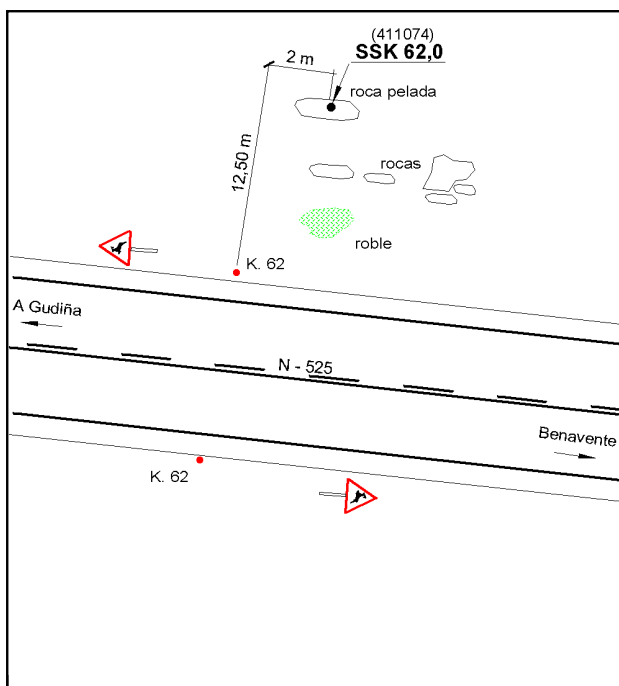 (411074)
SSK 62,0
2 m
roca pelada
12,50 m
rocas
roble
K. 62
A Gudiña
N - 525
Benavente
K. 62